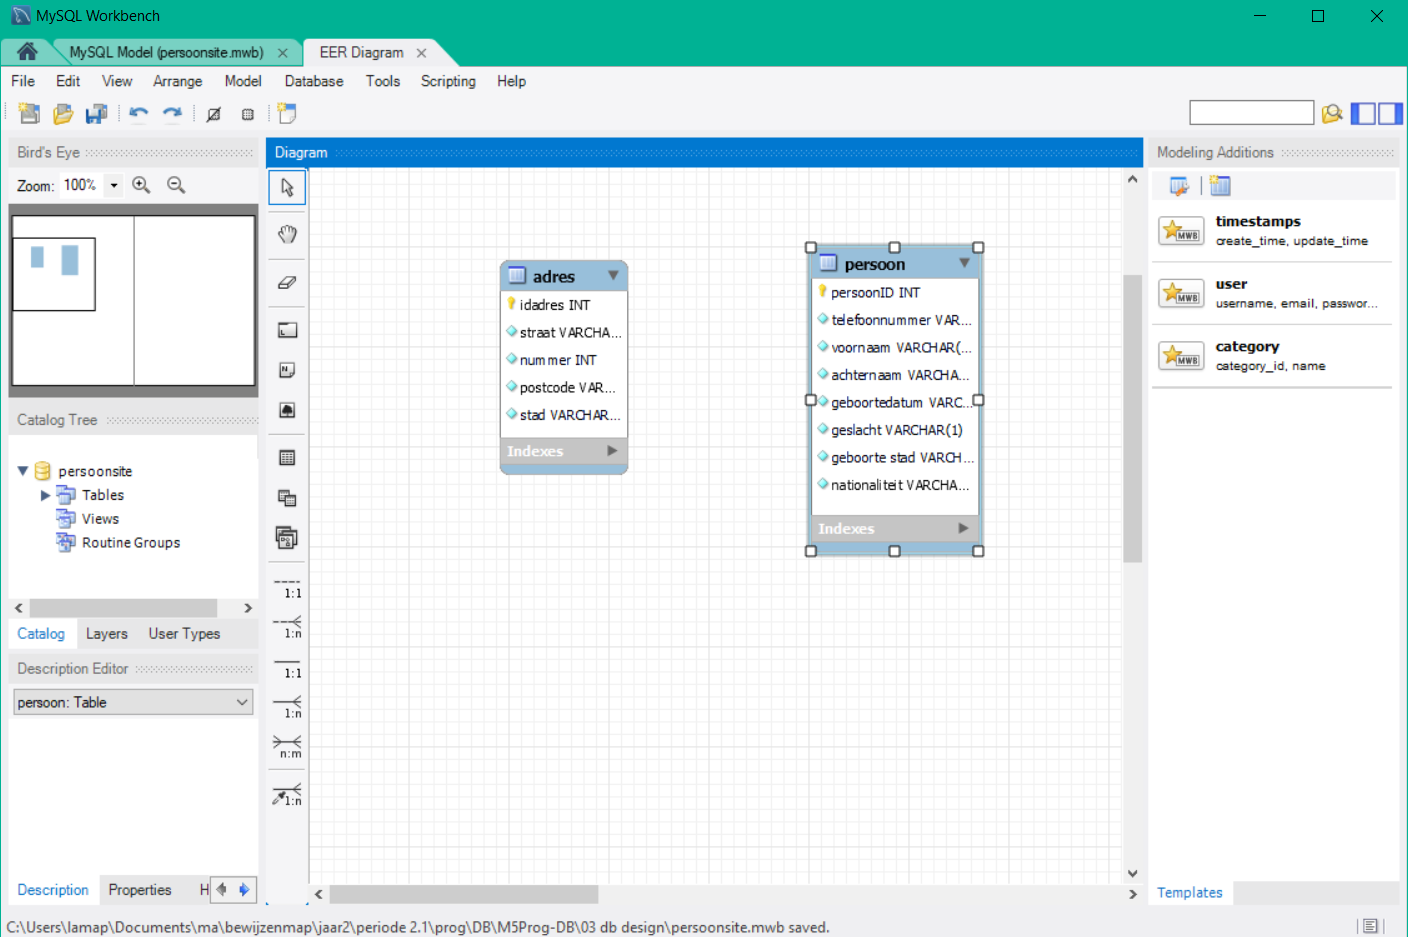 MySQL Workbench
MySQL Model (persoonsite.mwb)
EER Diagram
File Edit View Arrange Model Database Tools Scripting Help
Bird's Eye
Zoom: 100%
Catalog Tree
persoonsite
Tables
Views
Routine Groups
Catalog Layers User Types
Description Editor
persoon: Table
Description Properties H
Diagram
1:1
1:n
1:1
1:n
n:m
1:n
adres
idadres INT
straat VARCHA...
nummer INT
postcode VAR...
stad VARCHAR...
Indexes
persoon
persoonID INT
telefoonnummer VAR...
voornaam VARCHAR(...
achternaam VARCHA...
geboortedatum VARC...
geslacht VARCHAR(1)
geboorte stad VARCH...
nationaliteit VARCHA...
Indexes
Modeling Additions
MWB
timestamps
create_time, update_time
MWB
user
username, email, passwor...
MWB
category
category_id, name
Templates
C:\Users\lamap\Documents\ma\bewijzenmap\jaar2\periode 2.1\prog\DB\M5Prog-DB\03 db design\persoonsite.mwb saved.